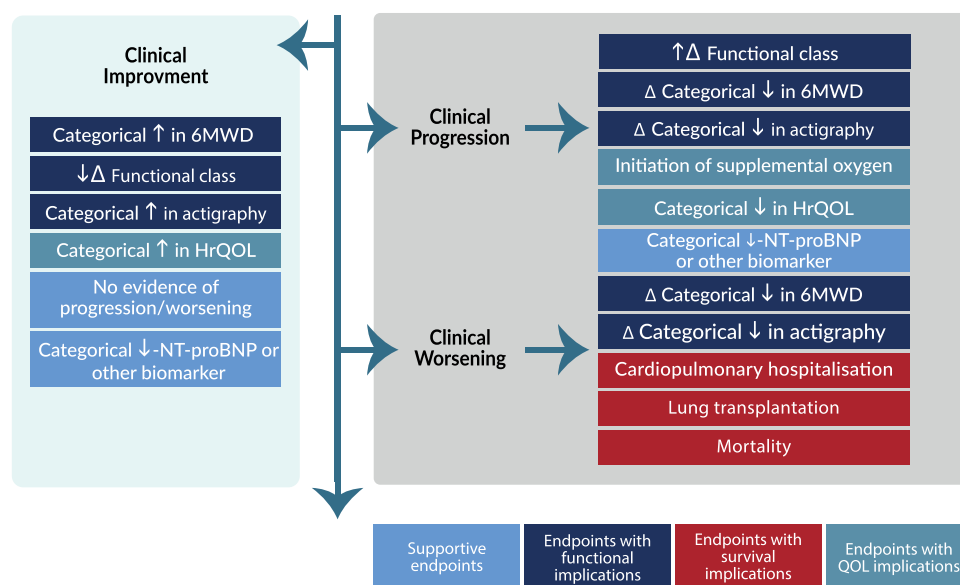 Clinical
Improvment
Categorical ↑ in 6MWD
↓Δ Functional class
Categorical ↑ in actigraphy
Categorical ↑ in HrQOL
No evidence of
progression/worsening
Categorical ↓-NT-proBNP or
other biomarker
Clinical
Progression
↑Δ Functional class
Δ Categorical ↓ in 6MWD
Δ Categorical ↓ in actigraphy
Initiation of supplemental oxygen
Categorical ↓ in HrQOL
Categorical ↓-NT-proBNP
or other biomarker
Clinical
Worsening
Δ Categorical ↓ in 6MWD
Δ Categorical ↓ in actigraphy
Cardiopulmonary hospitalisation
Lung transplantation
Mortality
Supportive
endpoints
Endpoints with
functional
implications
Endpoints with
survival
implications
Endpoints with
QOL implications